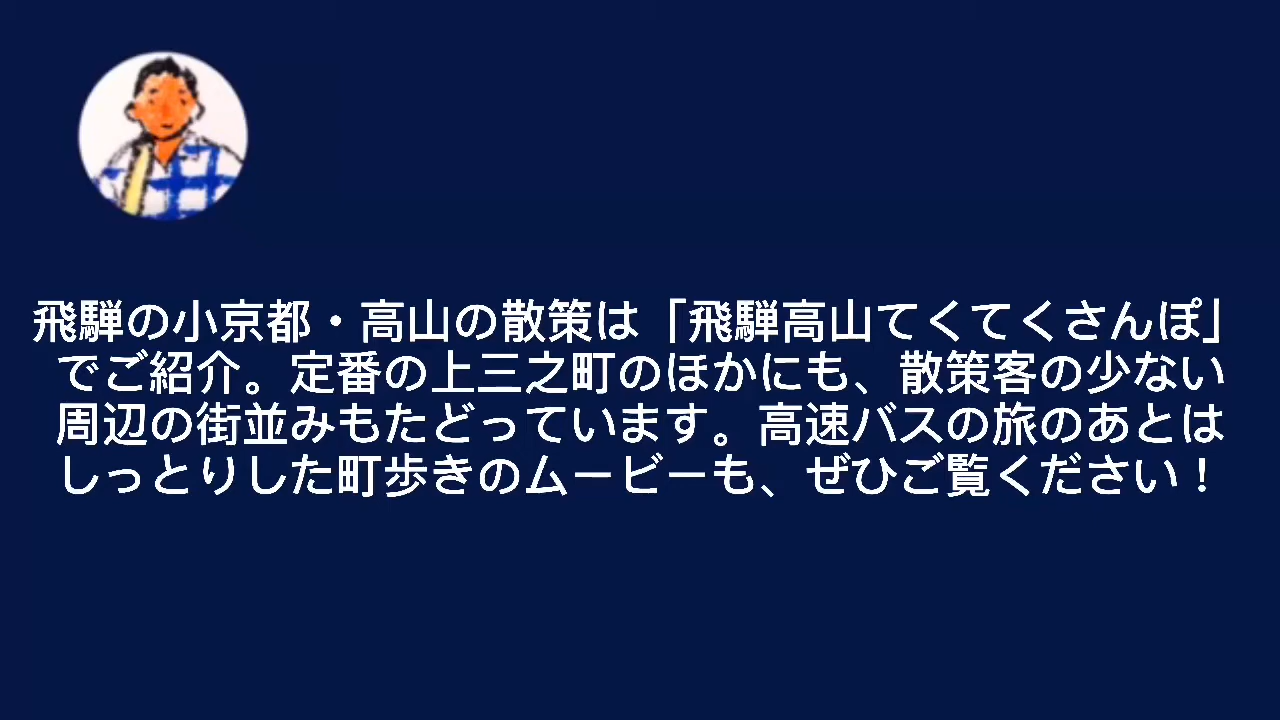 飛騨の小京都・高山の散策は「飛騨高山てくてくさんぽ」
でご紹介。定番の上三之町のほかにも、散策客の少ない
周辺の街並みもたどっています。高速バスの旅のあとは
しっとりした町歩きのムービーも、ぜひご覧ください！